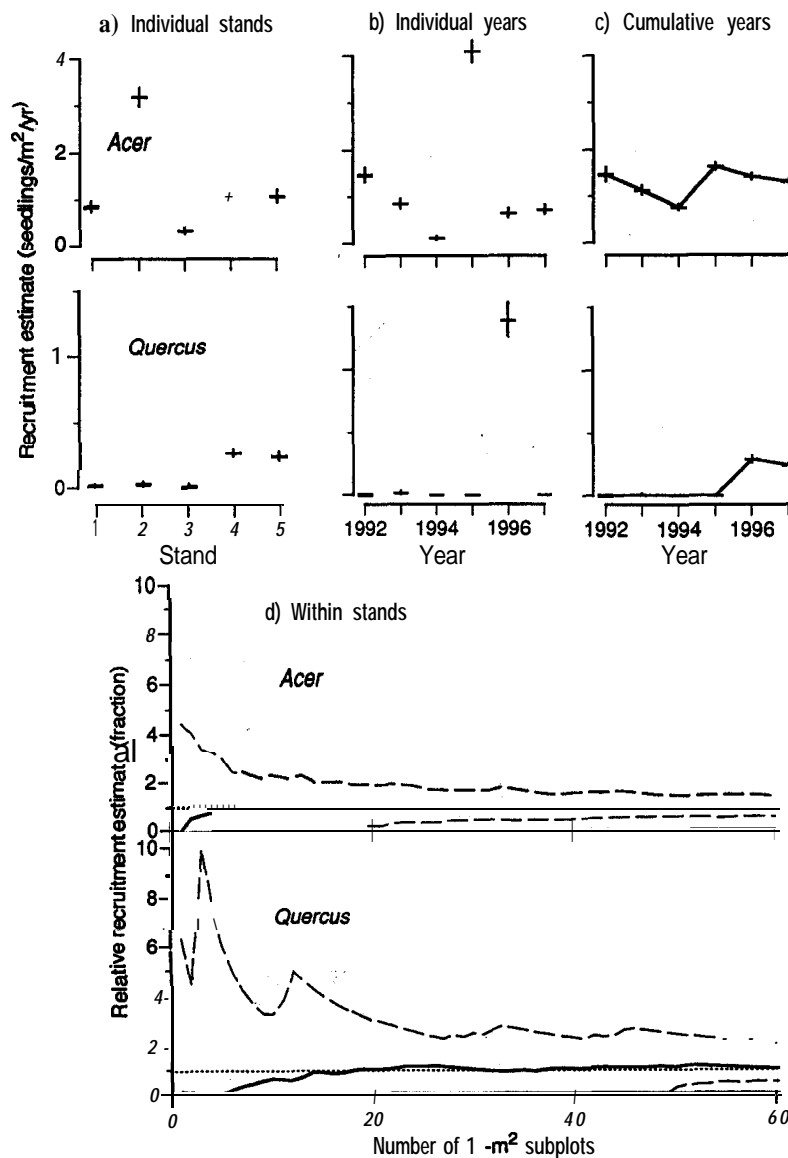 a) Individual stands
b) Individual years
c) Cumulative years
Recruitment estimate (seedlings/m²/yr)
4
2
0
Acer
1
0
Quercus
1 2 3 4 5
Stand
1992 1994 1996
Year
1992 1994 1996
Year
d) Within stands
Relative recruitment estimate (fraction)
10
8
6
4
2
0
Acer
10
8
6
4
2
0
Quercus
0 20 40 60
Number of 1 -m² subplots